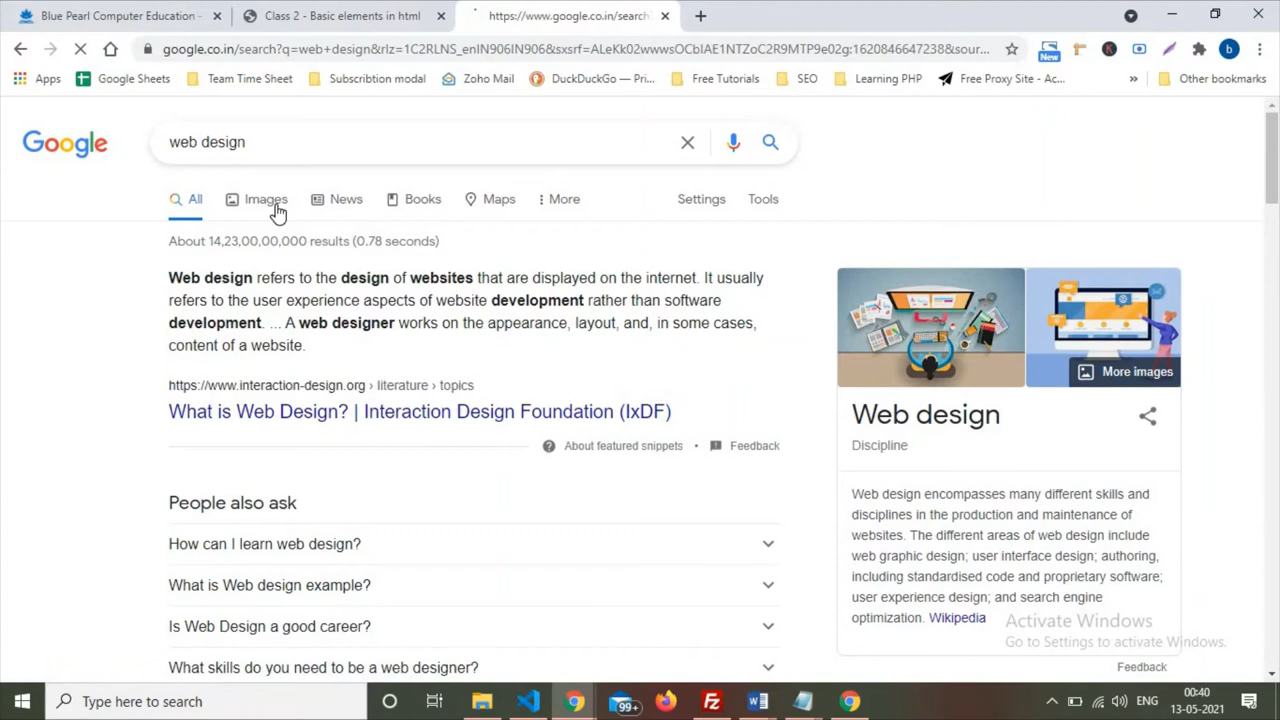 Blue Pearl Computer Education -
Class 2 - Basic elements in html
https://www.google.co.in/search
google.co.in/search?q=web+design&rlz=1C2RLNS_enIN906IN906&sxsrf=ALeKk02wwwsOCbIAE1NTZoC2R9MTP9e02g:1620846647238&sour...
New
b
Apps
Google Sheets
Team Time Sheet
Subscribtion modal
Zoho Mail
DuckDuckGo — Pri...
Free Tutorials
SEO
Learning PHP
Free Proxy Site - Ac...
»
Other bookmarks
Google
web design
All
Images
News
Books
Maps
More
Settings
Tools
About 14,23,00,00,000 results (0.78 seconds)
Web design refers to the design of websites that are displayed on the internet. It usually
refers to the user experience aspects of website development rather than software
development. ... A web designer works on the appearance, layout, and, in some cases,
content of a website.
https://www.interaction-design.org › literature › topics
What is Web Design? | Interaction Design Foundation (IxDF)
About featured snippets • Feedback
People also ask
How can I learn web design?
What is Web design example?
Is Web Design a good career?
What skills do you need to be a web designer?
More images
Web design
Discipline
Web design encompasses many different skills and
disciplines in the production and maintenance of
websites. The different areas of web design include
web graphic design; user interface design; authoring,
including standardised code and proprietary software;
user experience design; and search engine
optimization. Wikipedia
Activate Windows
Go to Settings to activate Windows.
Feedback
Type here to search
99+
ENG
00:40
13-05-2021